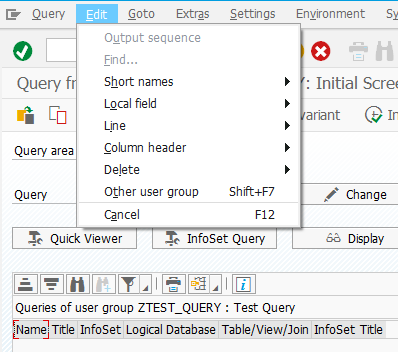 Query Edit Goto Extras Settings Environment Sy
Output sequence
Find...
Query fr Y: Initial Scree
Short names
Local field
Line
ariant In
Column header
Query area
Delete
Other user group Shift+F7
Query Change
Cancel F12
Quick Viewer InfoSet Query Display
Queries of user group ZTEST_QUERY : Test Query
Name Title InfoSet Logical Database Table/View/Join InfoSet Title